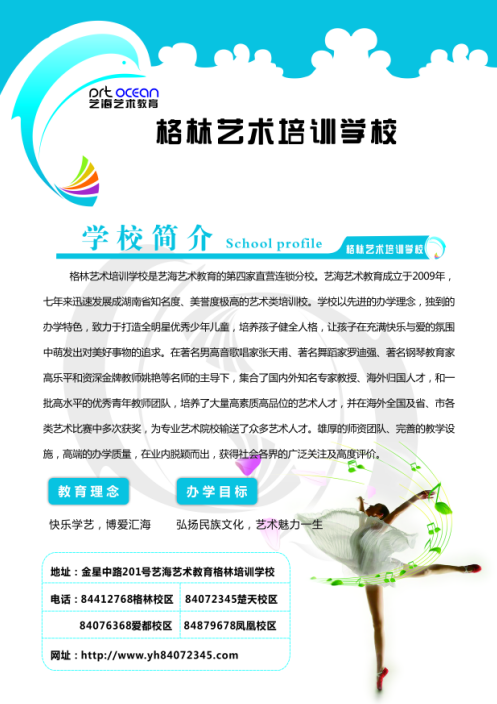 art ocean
艺海艺术教育
格林艺术培训学校
学校简介 School profile 格林艺术培训学校
格林艺术培训学校是艺海艺术教育的第四家直营连锁分校。艺海艺术教育成立于2009年，
七年来迅速发展成湖南省知名度、美誉度极高的艺术类培训校。学校以先进的办学理念，独到的
办学特色，致力于打造全明星优秀少年儿童，培养孩子健全人格，让孩子在充满快乐与爱的氛围
中萌发出对美好事物的追求。在著名男高音歌唱家张天甫、著名舞蹈家罗迪强、著名钢琴教育家
高乐平和资深金牌教师姚艳等名师的主导下，集合了国内外知名专家教授、海外归国人才，和一
批高水平的优秀青年教师团队，培养了大量高素质高品位的艺术人才，并在海外全国及省、市各
类艺术比赛中多次获奖，为专业艺术院校输送了众多艺术人才。雄厚的师资团队、完善的教学设
施，高端的办学质量，在业内脱颖而出，获得社会各界的广泛关注及高度评价。
教育理念 办学目标
快乐学艺，博爱汇海 弘扬民族文化，艺术魅力一生
地址：金星中路201号艺海艺术教育格林培训学校
电话：84412768格林校区 84072345楚天校区
84076368爱都校区 84879678凤凰校区
网址：http://www.yh84072345.com